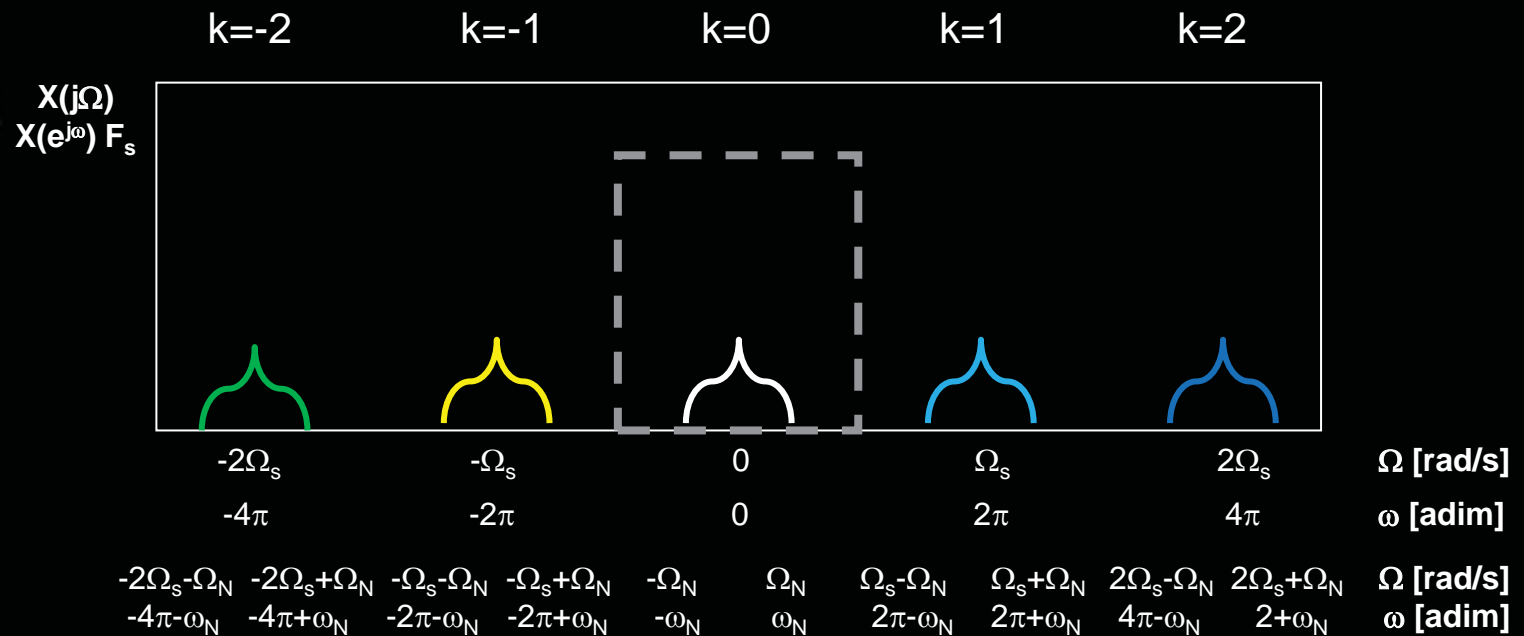 k=-2 k=-1 k=0 k=1 k=2
X(jΩ)
X(e^jω) F_s
-2Ω_s -Ω_s 0 Ω_s 2Ω_s Ω [rad/s]
-4π -2π 0 2π 4π ω [adim]
-2Ω_s-Ω_N -2Ω_s+Ω_N -Ω_s-Ω_N -Ω_s+Ω_N -Ω_N Ω_N Ω_s-Ω_N Ω_s+Ω_N 2Ω_s-Ω_N 2Ω_s+Ω_N Ω [rad/s]
-4π-ω_N -4π+ω_N -2π-ω_N -2π+ω_N -ω_N ω_N 2π-ω_N 2π+ω_N 4π-ω_N 2+ω_N ω [adim]